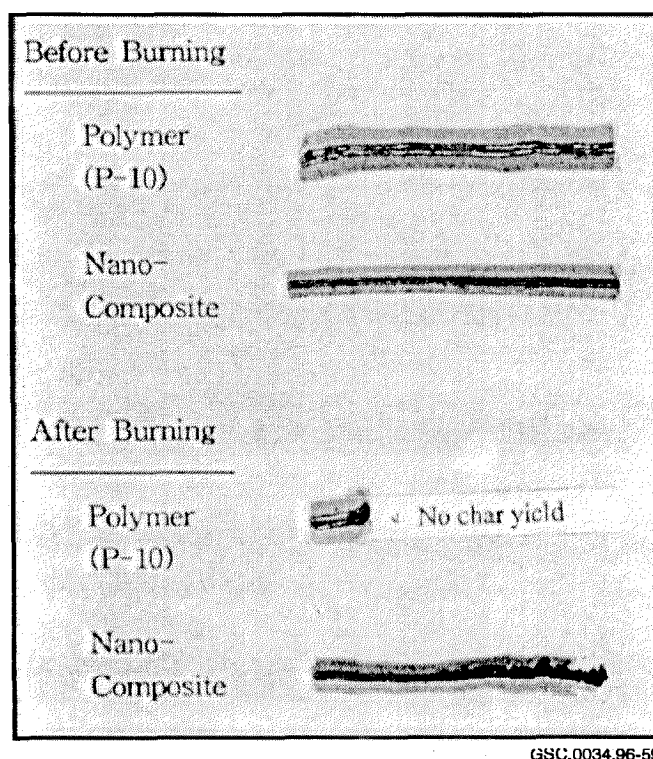 Before Burning
Polymer
(P-10)
Nano-
Composite
After Burning
Polymer
(P-10)
No char yield
Nano-
Composite
GSC.0034.96-59